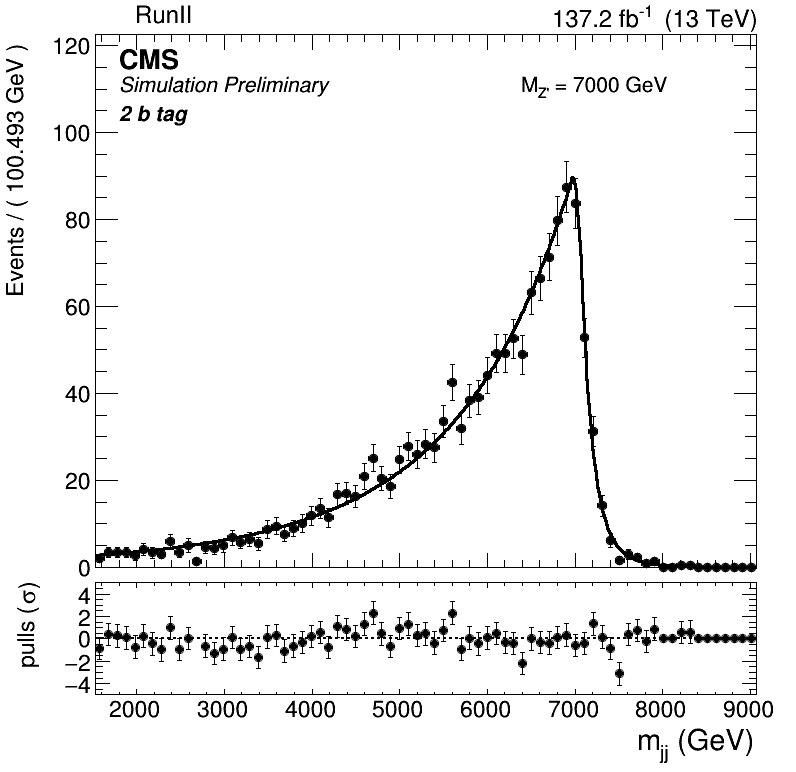 RunII 137.2 fb⁻¹ (13 TeV)
CMS
Simulation Preliminary
2 b tag
M_Z' = 7000 GeV
Events / ( 100.493 GeV )
120
100
80
60
40
20
0
pulls (σ)
4
2
0
−2
−4
2000 3000 4000 5000 6000 7000 8000 9000
m_jj (GeV)